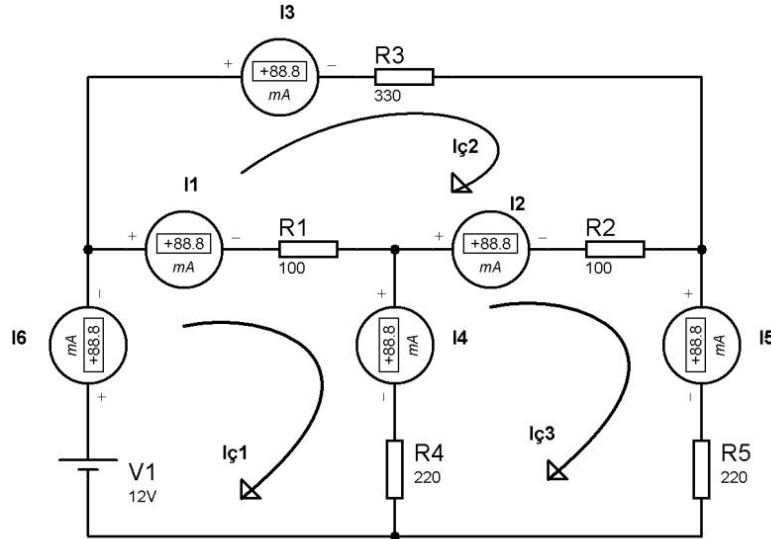 I3
+ +88.8 −
mA
R3
330
Iç2
I1
+ +88.8 −
mA
R1
100
I2
+ +88.8 −
mA
R2
100
−
I6
mA
+88.8
+
+
I4
+88.8
mA
−
+
I5
+88.8
mA
−
V1
12V
Iç1
R4
220
Iç3
R5
220